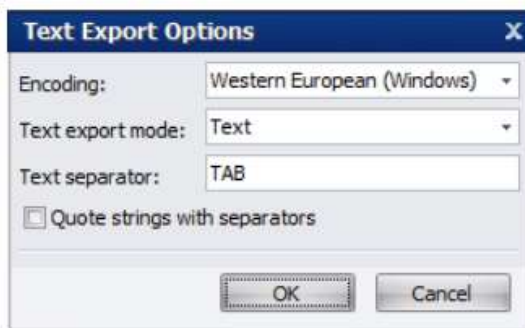 Text Export Options X
Encoding: Western European (Windows)
Text export mode: Text
Text separator: TAB
Quote strings with separators
OK Cancel